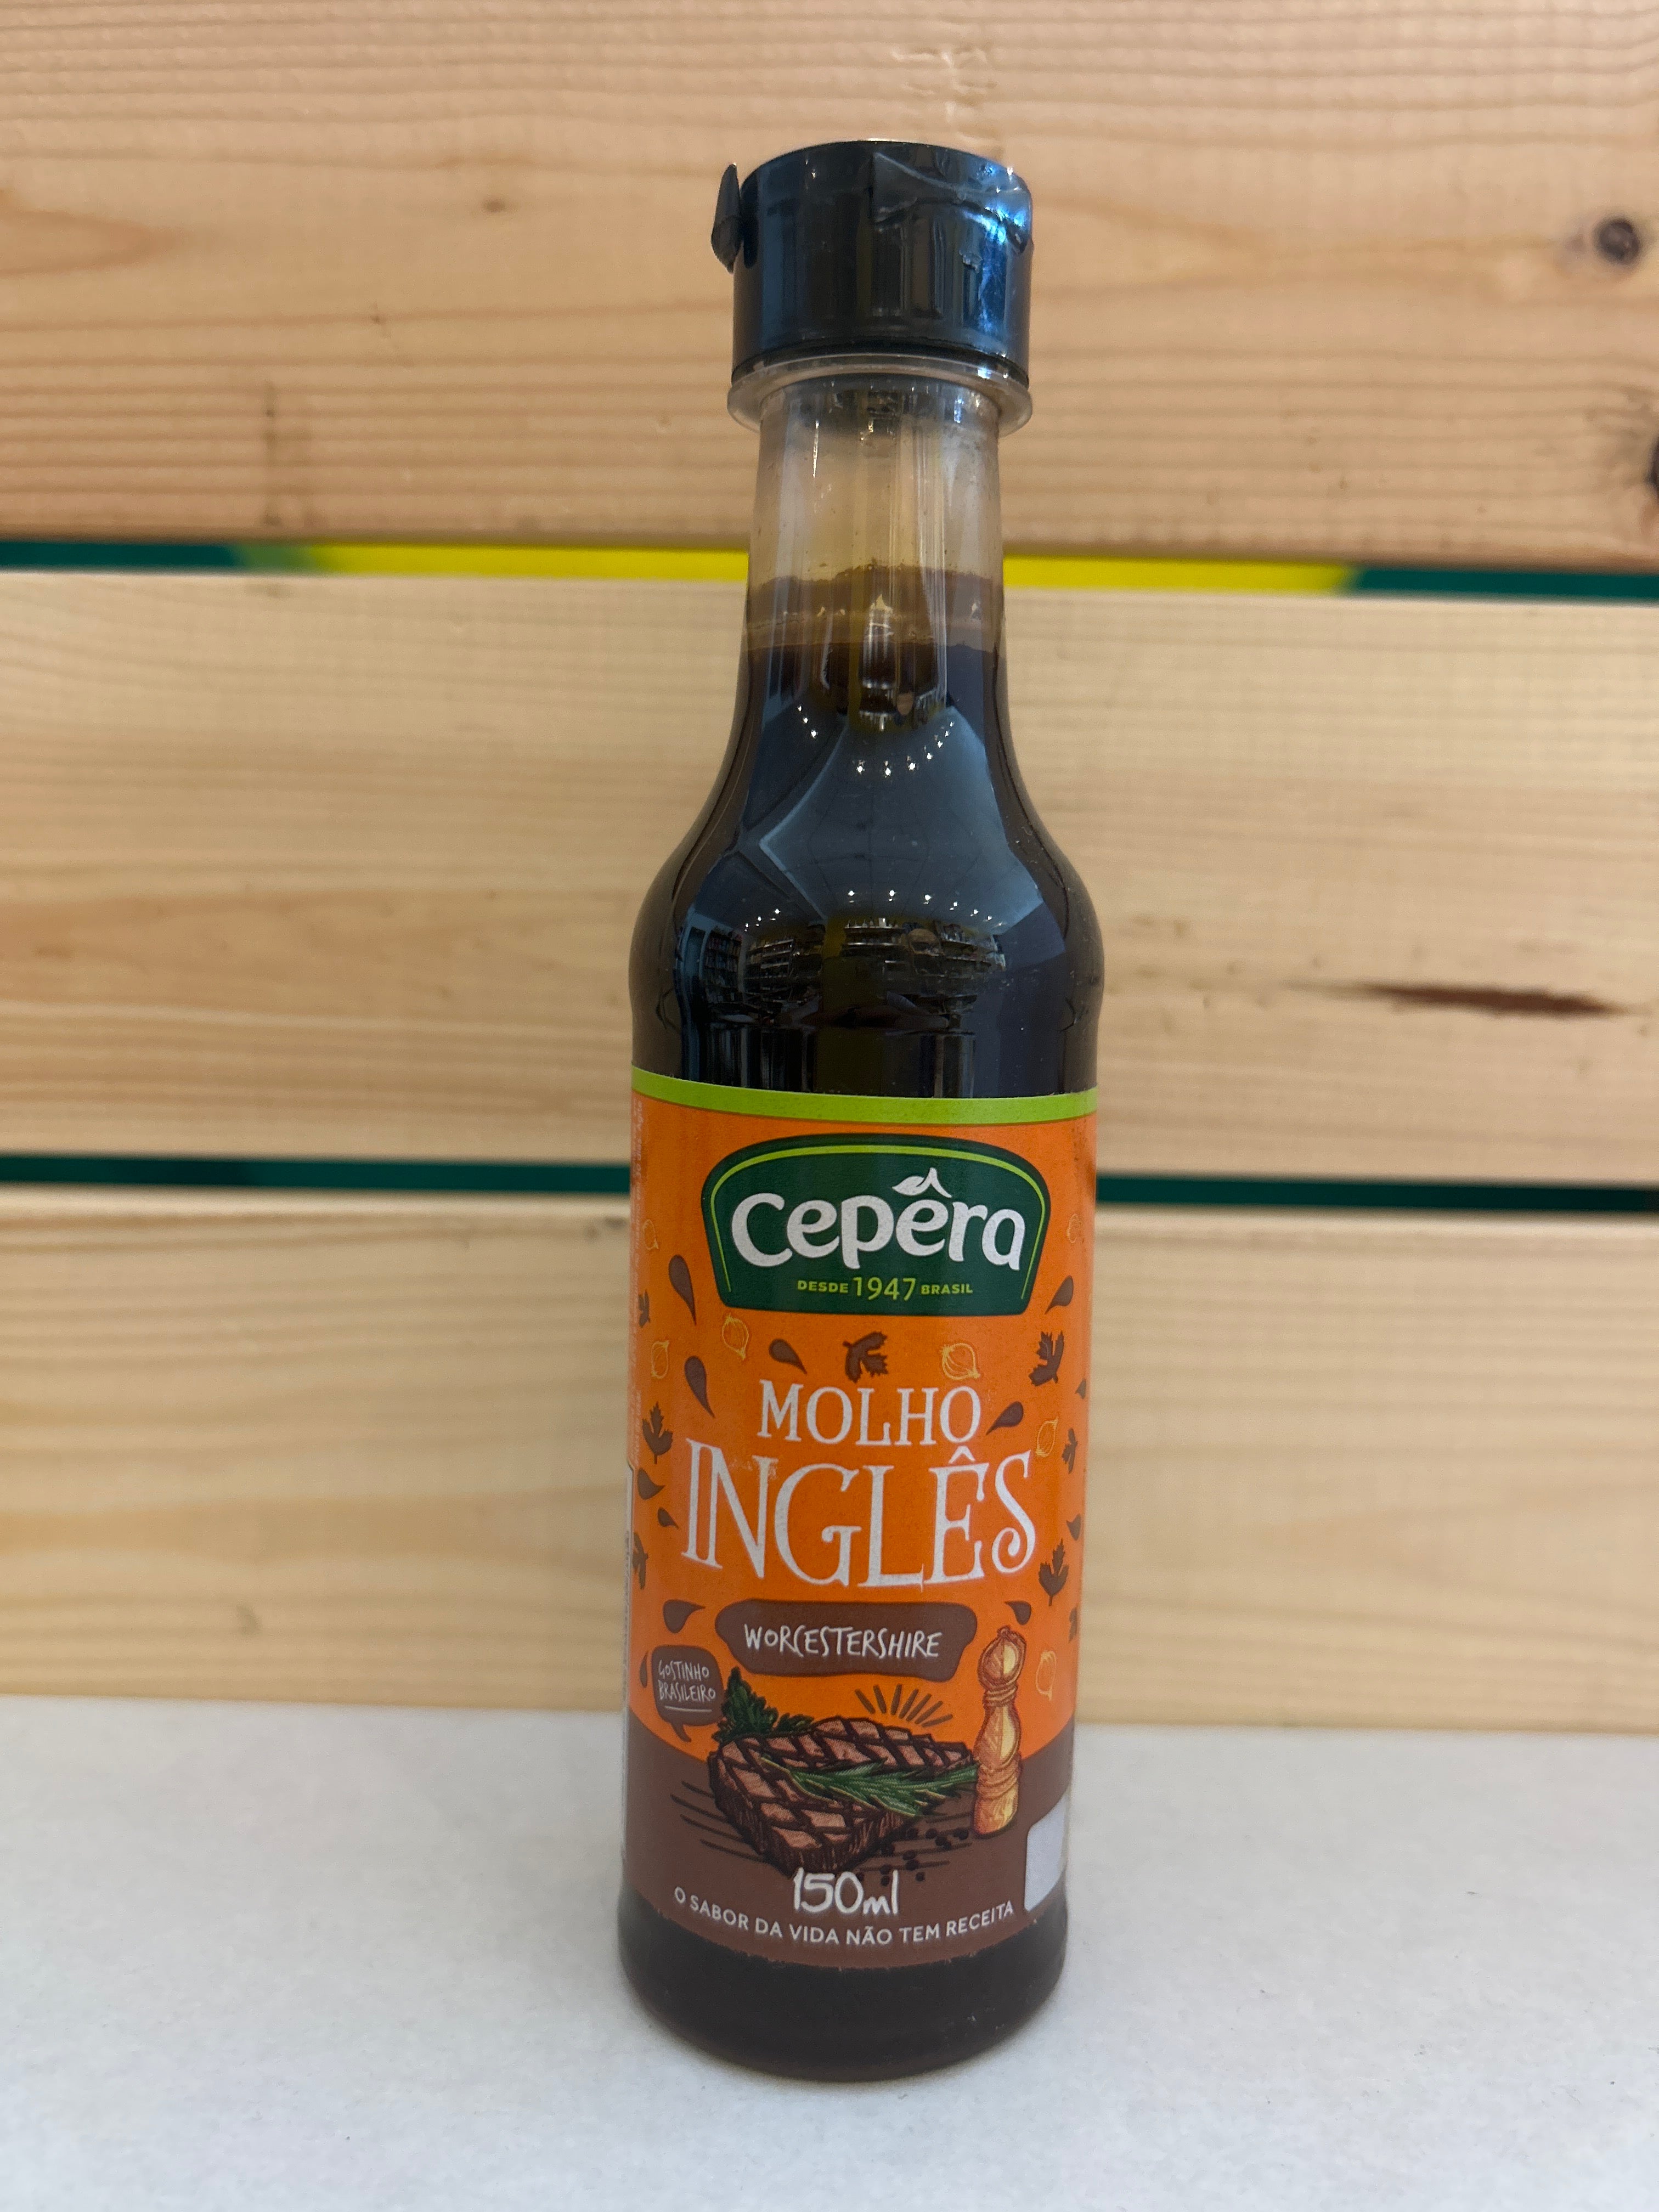 Cepêra
DESDE 1947 BRASIL
MOLHO
INGLÊS
WORCESTERSHIRE
GOSTINHO
BRASILEIRO
150ml
O SABOR DA VIDA NÃO TEM RECEITA